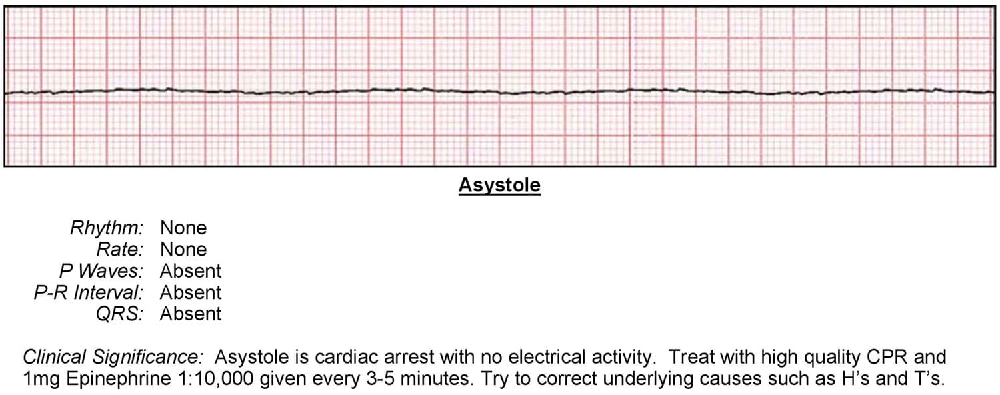 Asystole
Rhythm: None
Rate: None
P Waves: Absent
P-R Interval: Absent
QRS: Absent
Clinical Significance: Asystole is cardiac arrest with no electrical activity. Treat with high quality CPR and
1mg Epinephrine 1:10,000 given every 3-5 minutes. Try to correct underlying causes such as H’s and T’s.